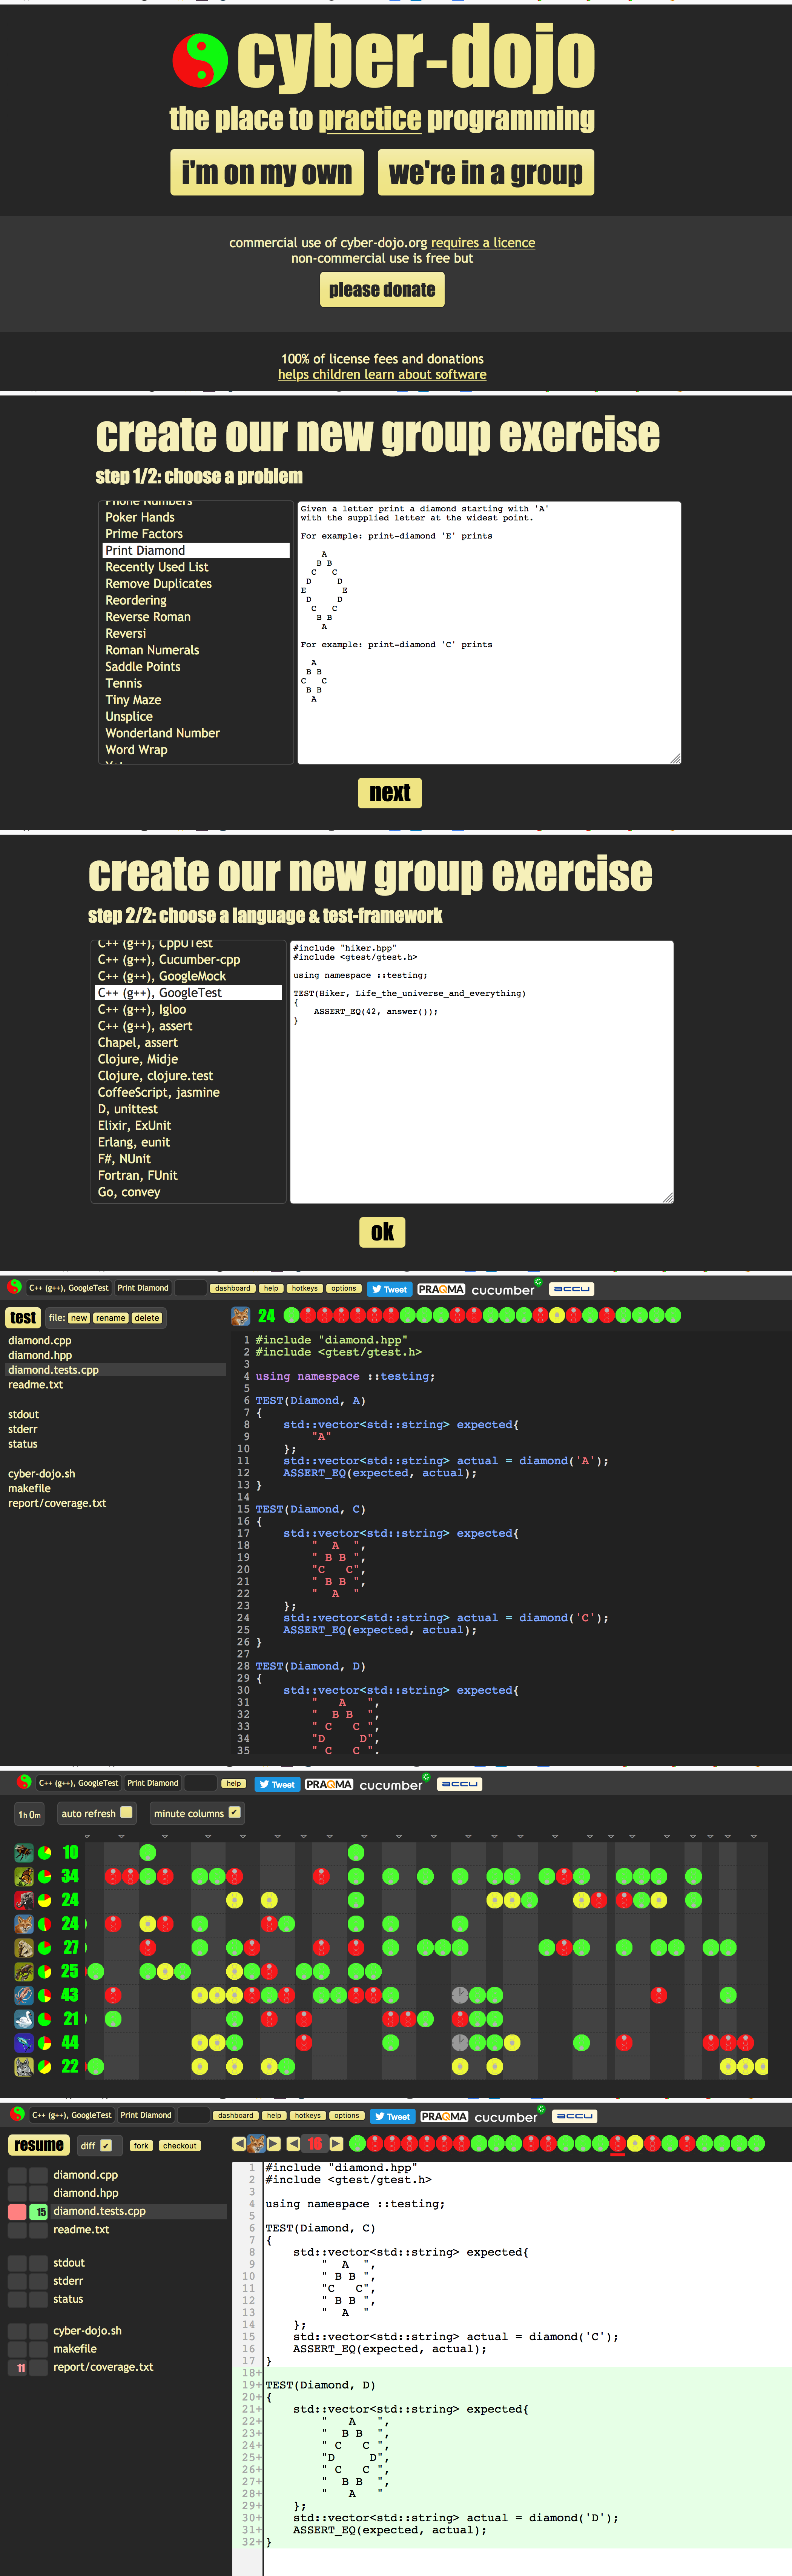 cyber-dojo
the place to practice programming
i'm on my own we're in a group
commercial use of cyber-dojo.org requires a licence
non-commercial use is free but
please donate
100% of license fees and donations
helps children learn about software
create our new group exercise
step 1/2: choose a problem
Phone Numbers
Poker Hands
Prime Factors
Print Diamond
Recently Used List
Remove Duplicates
Reordering
Reverse Roman
Reversi
Roman Numerals
Saddle Points
Tennis
Tiny Maze
Unsplice
Wonderland Number
Word Wrap
Given a letter print a diamond starting with 'A'
with the supplied letter at the widest point.
For example: print-diamond 'E' prints
    A
   B B
  C   C
 D     D
E       E
 D     D
  C   C
   B B
    A
For example: print-diamond 'C' prints
  A
 B B
C   C
 B B
  A
next
create our new group exercise
step 2/2: choose a language & test-framework
C++ (g++), CppUTest
C++ (g++), Cucumber-cpp
C++ (g++), GoogleMock
C++ (g++), GoogleTest
C++ (g++), Igloo
C++ (g++), assert
Chapel, assert
Clojure, Midje
Clojure, clojure.test
CoffeeScript, jasmine
D, unittest
Elixir, ExUnit
Erlang, eunit
F#, NUnit
Fortran, FUnit
Go, convey
#include "hiker.hpp"
#include <gtest/gtest.h>
using namespace ::testing;
TEST(Hiker, Life_the_universe_and_everything)
{
    ASSERT_EQ(42, answer());
}
ok
C++ (g++), GoogleTest Print Diamond dashboard help hotkeys options Tweet PRAQMA cucumber accu
test file: new rename delete
diamond.cpp
diamond.hpp
diamond.tests.cpp
readme.txt
stdout
stderr
status
cyber-dojo.sh
makefile
report/coverage.txt
24
1 #include "diamond.hpp"
2 #include <gtest/gtest.h>
3
4 using namespace ::testing;
5
6 TEST(Diamond, A)
7 {
8     std::vector<std::string> expected{
9         "A"
10     };
11     std::vector<std::string> actual = diamond('A');
12     ASSERT_EQ(expected, actual);
13 }
14
15 TEST(Diamond, C)
16 {
17     std::vector<std::string> expected{
18         "  A  ",
19         " B B ",
20         "C   C",
21         " B B ",
22         "  A  "
23     };
24     std::vector<std::string> actual = diamond('C');
25     ASSERT_EQ(expected, actual);
26 }
27
28 TEST(Diamond, D)
29 {
30     std::vector<std::string> expected{
31         "   A   ",
32         "  B B  ",
33         " C   C ",
34         "D     D",
35         " C   C ",
C++ (g++), GoogleTest Print Diamond help Tweet PRAQMA cucumber accu
1h 0m auto refresh minute columns
10
34
24
24
27
25
43
21
44
22
C++ (g++), GoogleTest Print Diamond dashboard help hotkeys options Tweet PRAQMA cucumber accu
resume diff fork checkout
diamond.cpp
diamond.hpp
15 diamond.tests.cpp
readme.txt
stdout
stderr
status
cyber-dojo.sh
makefile
11 report/coverage.txt
16
1 #include "diamond.hpp"
2 #include <gtest/gtest.h>
3
4 using namespace ::testing;
5
6 TEST(Diamond, C)
7 {
8     std::vector<std::string> expected{
9         "  A  ",
10         " B B ",
11         "C   C",
12         " B B ",
13         "  A  "
14     };
15     std::vector<std::string> actual = diamond('C');
16     ASSERT_EQ(expected, actual);
17 }
18+
19+ TEST(Diamond, D)
20+ {
21+     std::vector<std::string> expected{
22+         "   A   ",
23+         "  B B  ",
24+         " C   C ",
25+         "D     D",
26+         " C   C ",
27+         "  B B  ",
28+         "   A   "
29+     };
30+     std::vector<std::string> actual = diamond('D');
31+     ASSERT_EQ(expected, actual);
32+ }